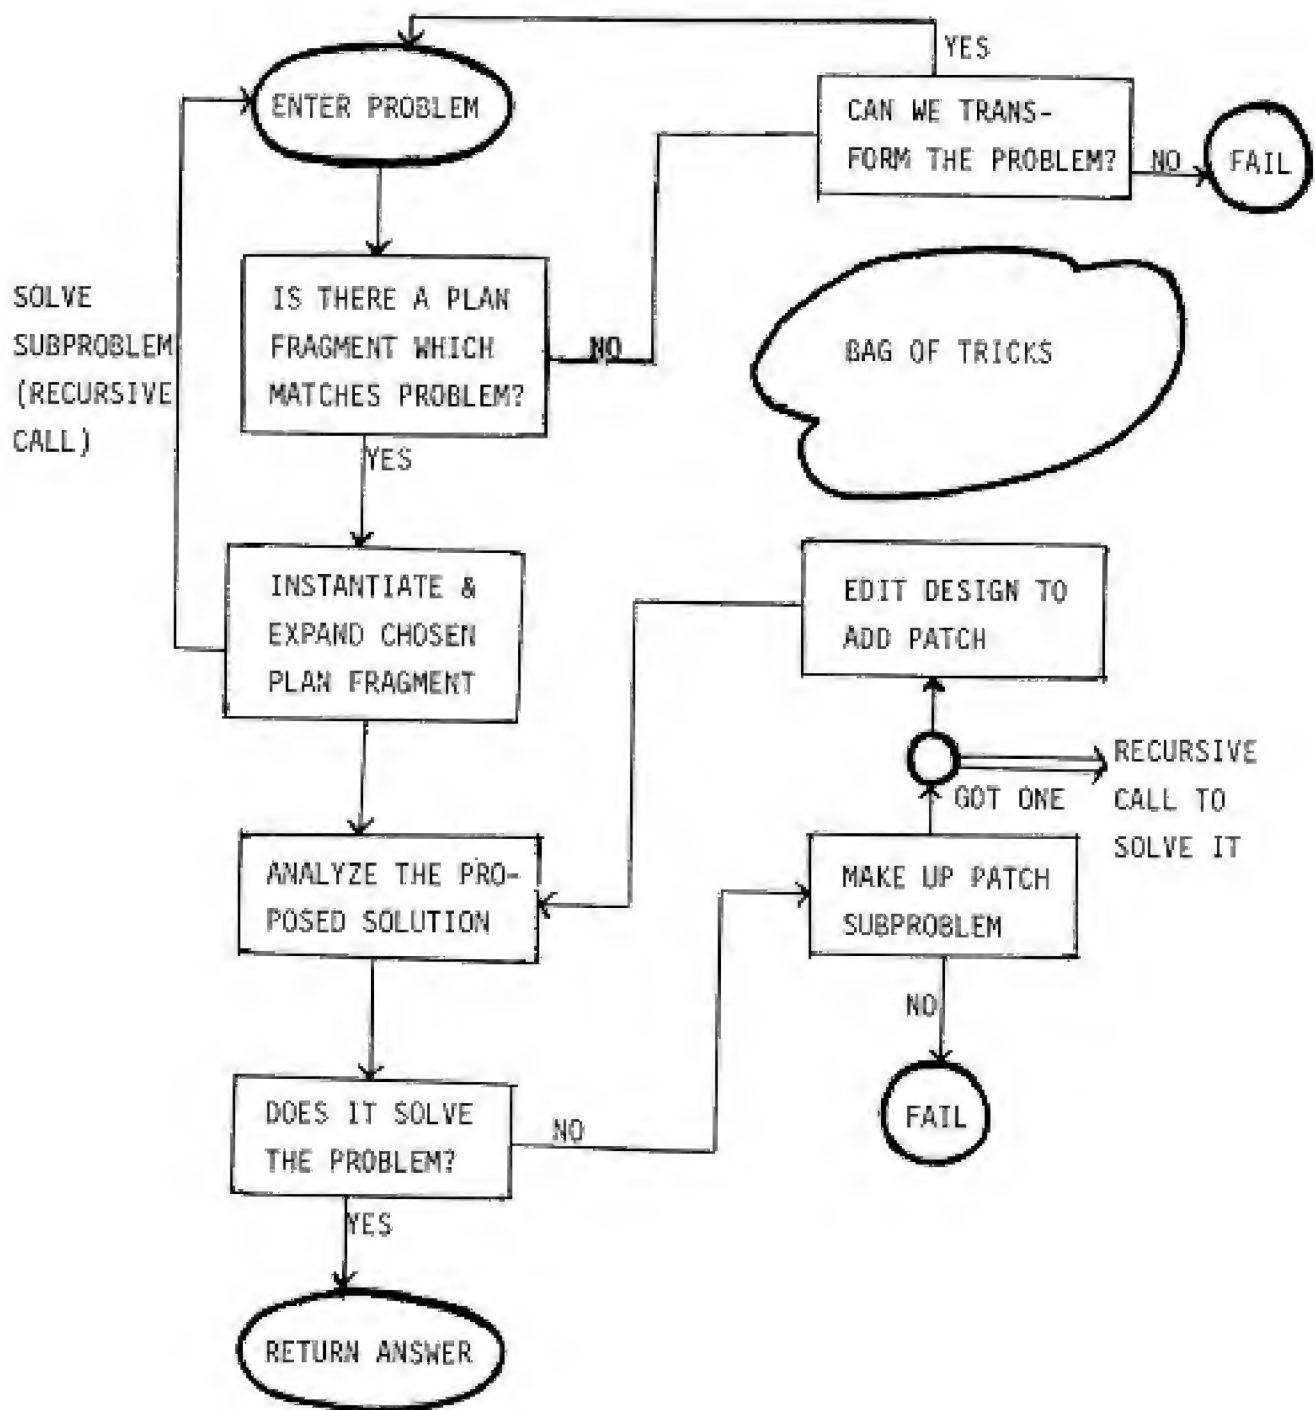 YES
ENTER PROBLEM
CAN WE TRANS-
FORM THE PROBLEM?
NO
FAIL
SOLVE
SUBPROBLEM
(RECURSIVE
CALL)
IS THERE A PLAN
FRAGMENT WHICH
MATCHES PROBLEM?
NO
BAG OF TRICKS
YES
INSTANTIATE &
EXPAND CHOSEN
PLAN FRAGMENT
EDIT DESIGN TO
ADD PATCH
RECURSIVE
CALL TO
SOLVE IT
GOT ONE
ANALYZE THE PRO-
POSED SOLUTION
MAKE UP PATCH
SUBPROBLEM
NO
FAIL
DOES IT SOLVE
THE PROBLEM?
NO
YES
RETURN ANSWER